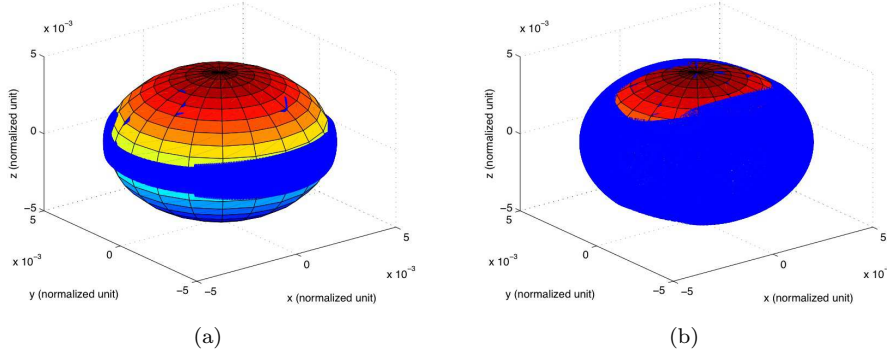 x 10⁻³
5
0
−5
z (normalized unit)
5
x 10⁻³
0
−5
y (normalized unit)
−5
0
5
x 10⁻³
x (normalized unit)
(a)
x 10⁻³
5
0
−5
z (normalized unit)
5
x 10⁻³
0
−5
y (normalized unit)
−5
0
5
x 10⁻
x (normalized unit)
(b)